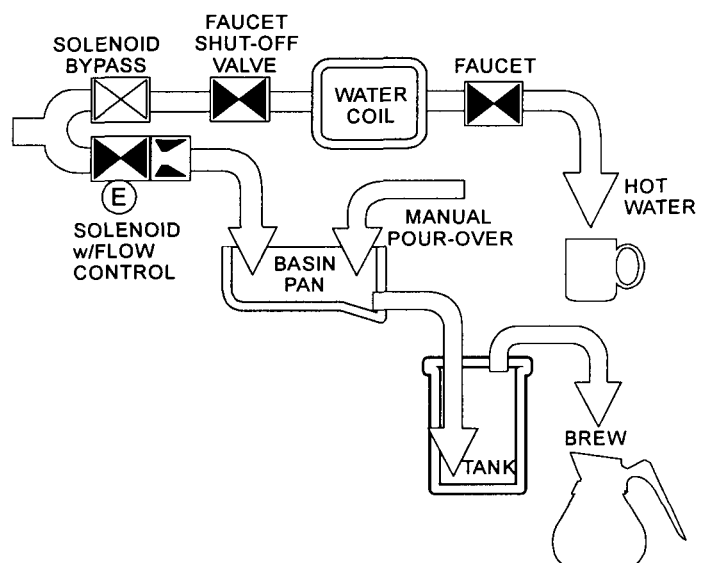 SOLENOID
BYPASS
FAUCET
SHUT-OFF
VALVE
WATER
COIL
FAUCET
HOT
WATER
E
SOLENOID
w/FLOW
CONTROL
MANUAL
POUR-OVER
BASIN
PAN
TANK
BREW